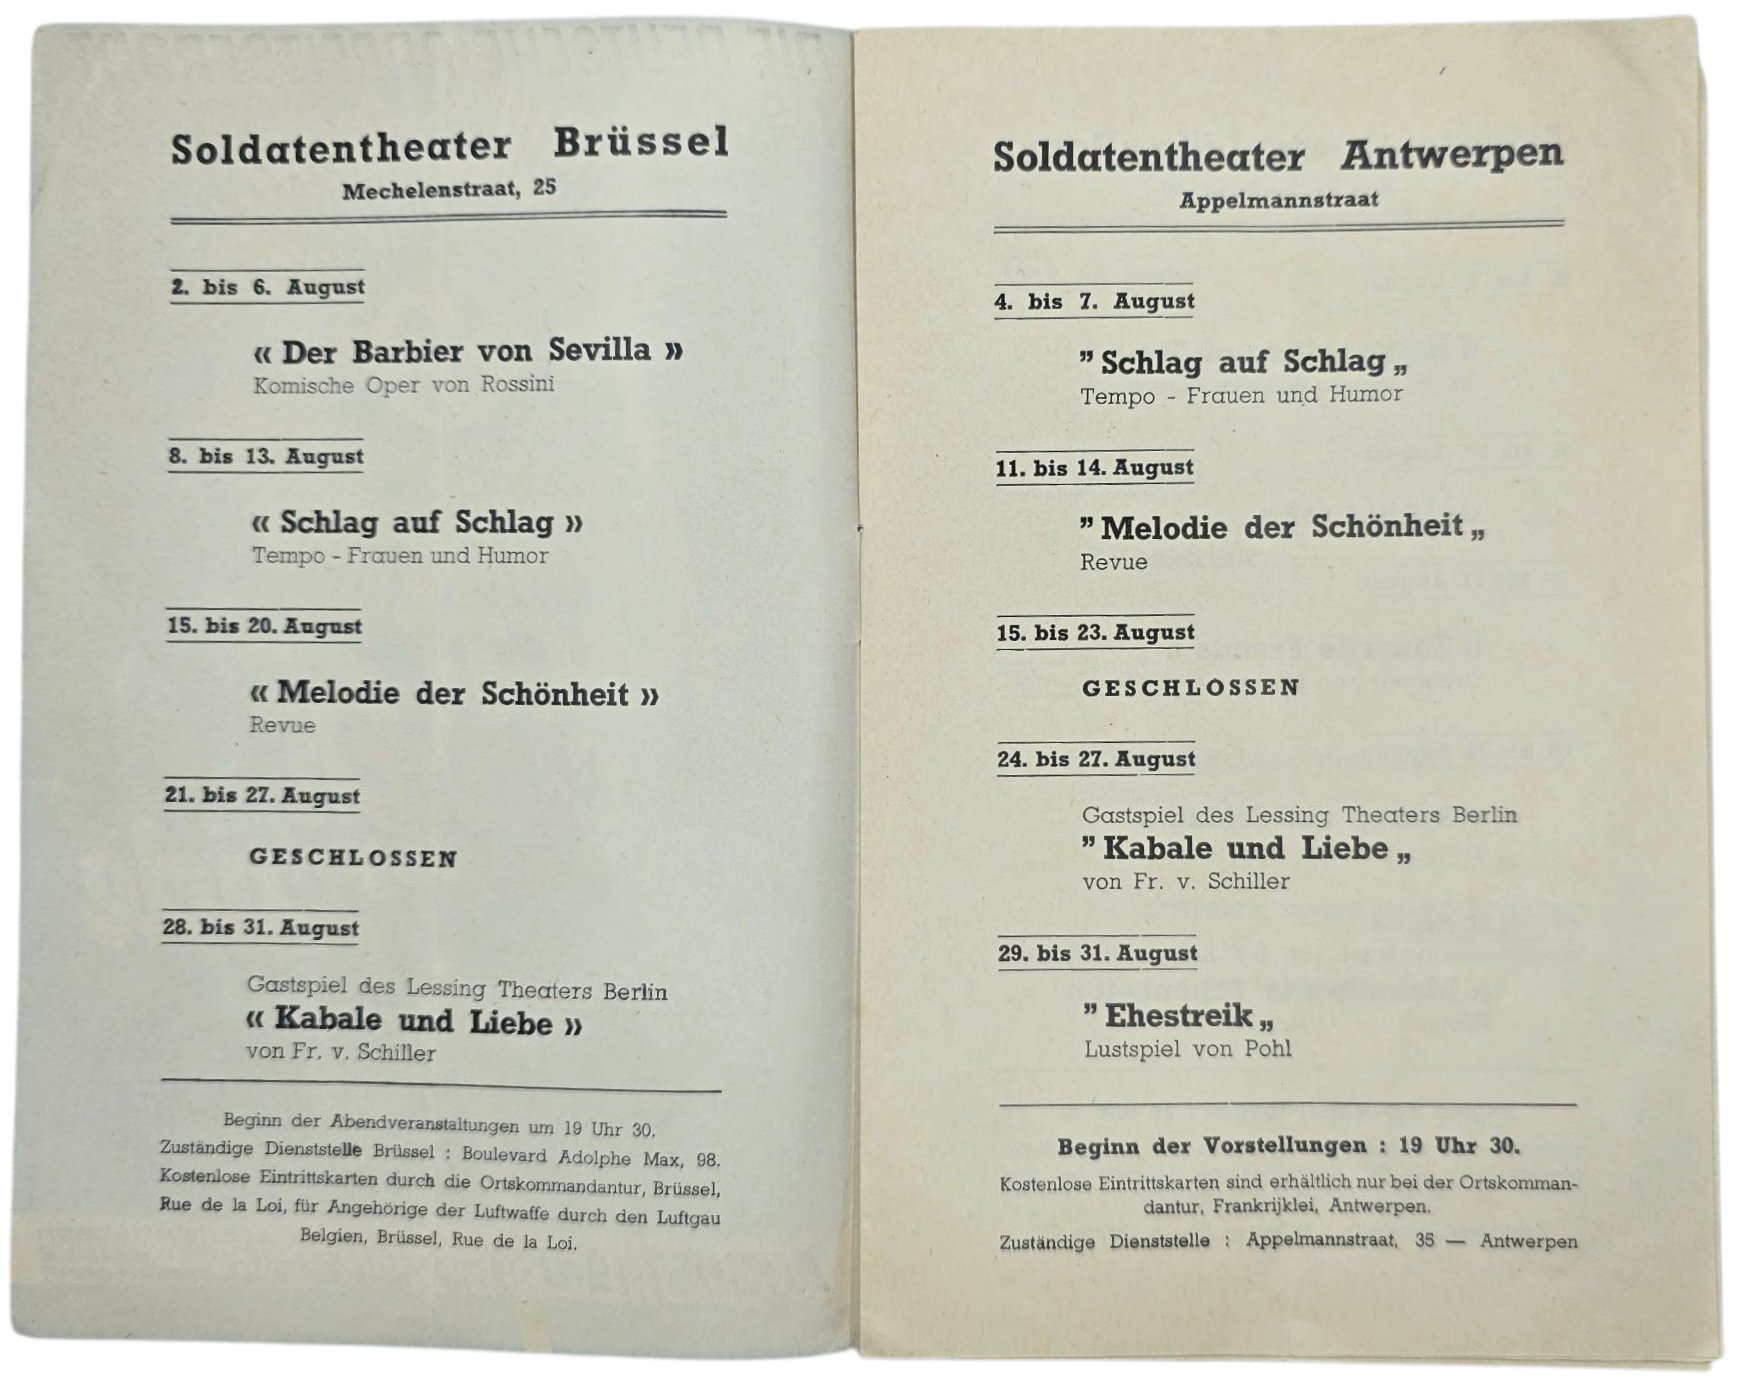 Soldatentheater Brüssel
Mechelenstraat, 25
2. bis 6. August
« Der Barbier von Sevilla »
Komische Oper von Rossini
8. bis 13. August
« Schlag auf Schlag »
Tempo - Frauen und Humor
15. bis 20. August
« Melodie der Schönheit »
Revue
21. bis 27. August
GESCHLOSSEN
28. bis 31. August
Gastspiel des Lessing Theaters Berlin
« Kabale und Liebe »
von Fr. v. Schiller
Beginn der Abendveranstaltungen um 19 Uhr 30.
Zuständige Dienststelle Brüssel : Boulevard Adolphe Max, 98.
Kostenlose Eintrittskarten durch die Ortskommandantur, Brüssel,
Rue de la Loi, für Angehörige der Luftwaffe durch den Luftgau
Belgien, Brüssel, Rue de la Loi.
Soldatentheater Antwerpen
Appelmannstraat
4. bis 7. August
” Schlag auf Schlag „
Tempo - Frauen und Humor
11. bis 14. August
” Melodie der Schönheit „
Revue
15. bis 23. August
GESCHLOSSEN
24. bis 27. August
Gastspiel des Lessing Theaters Berlin
” Kabale und Liebe „
von Fr. v. Schiller
29. bis 31. August
” Ehestreik „
Lustspiel von Pohl
Beginn der Vorstellungen : 19 Uhr 30.
Kostenlose Eintrittskarten sind erhältlich nur bei der Ortskomman-
dantur, Frankrijklei, Antwerpen.
Zuständige Dienststelle : Appelmannstraat, 35 — Antwerpen